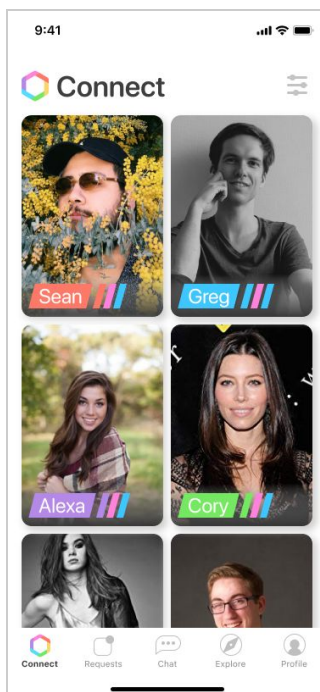 9:41
Connect
Sean
Greg
Alexa
Cory
Connect
Requests
Chat
Explore
Profile